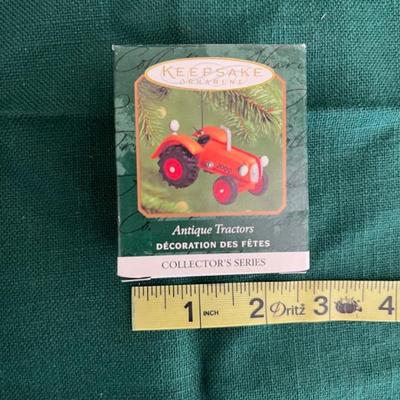 KEEPSAKE
ORNAMENT
Antique Tractors
DÉCORATION DES FÊTES
COLLECTOR'S SERIES
1 INCH 2 Dritz 3 4